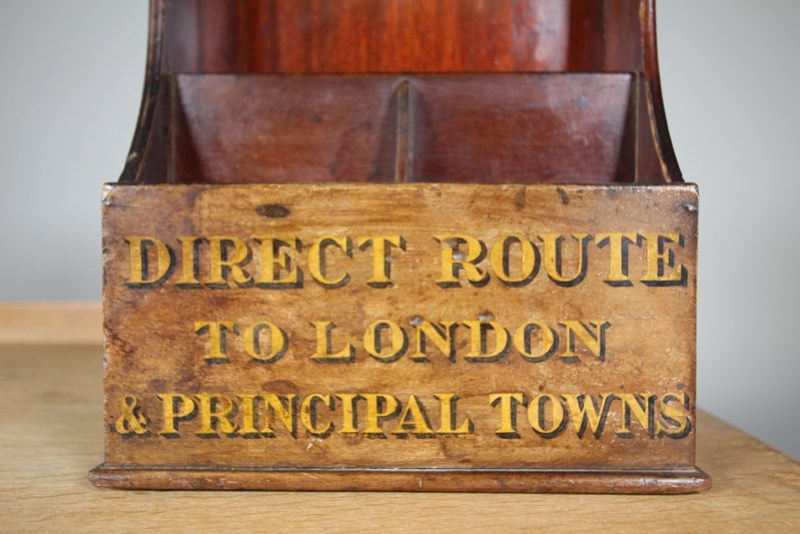 DIRECT ROUTE
TO LONDON
& PRINCIPAL TOWNS